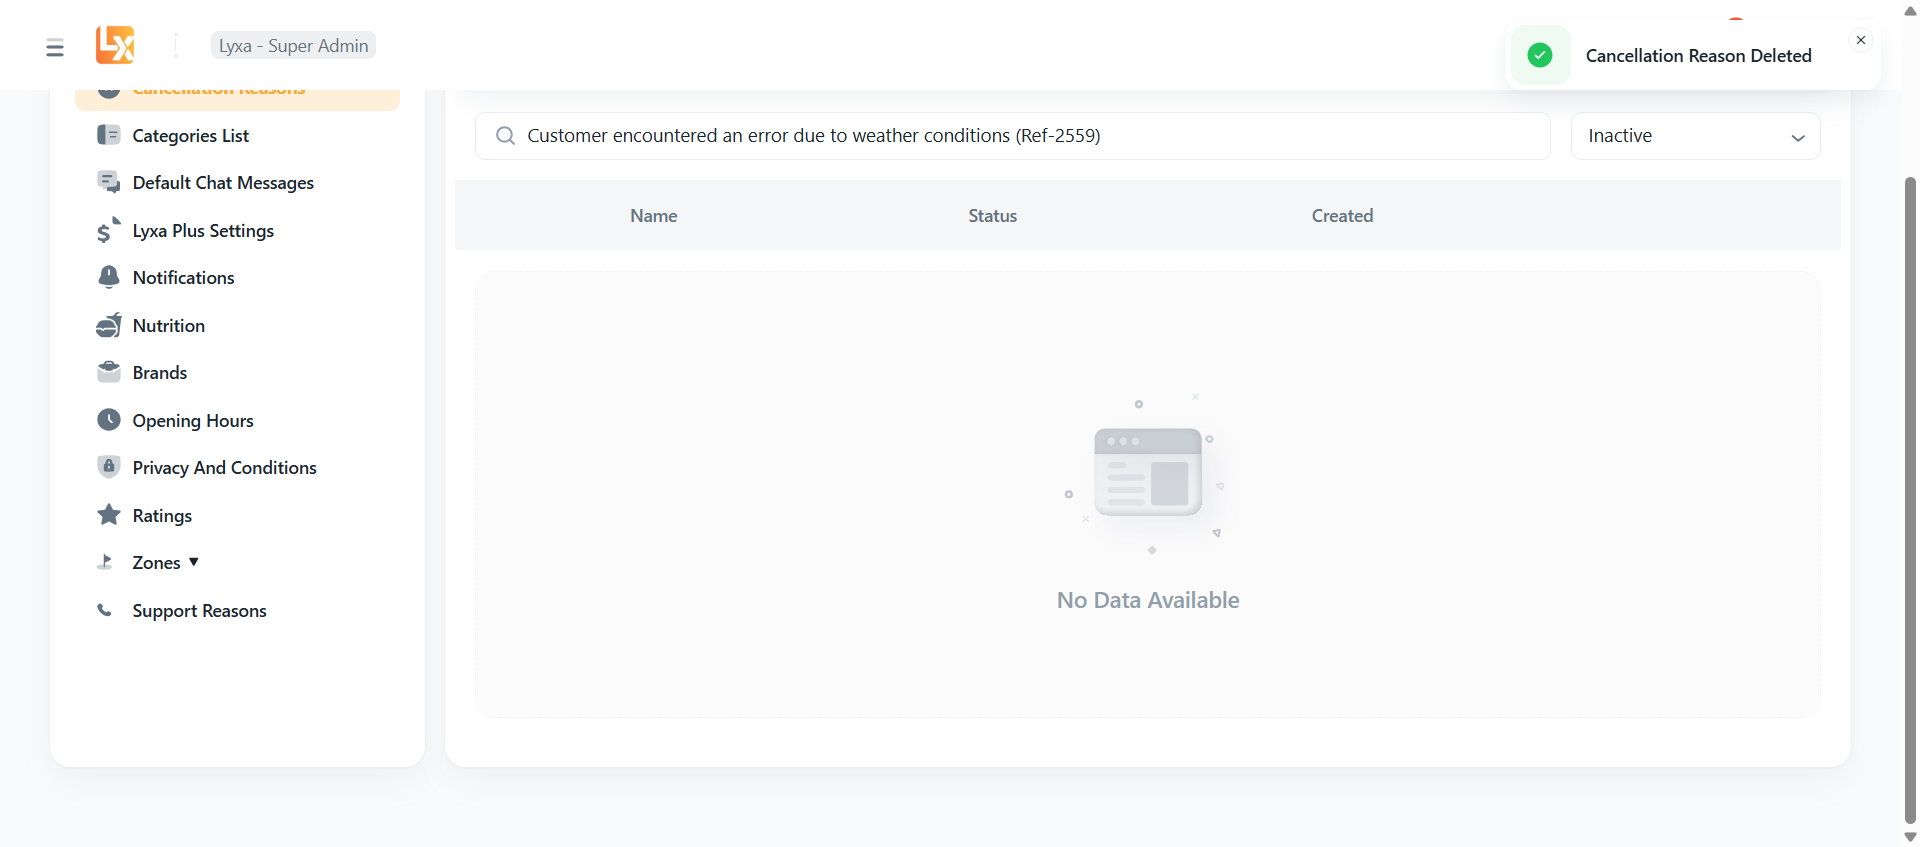 LX
Lyxa - Super Admin
Cancellation Reason Deleted
Cancellation Reasons
Categories List
Default Chat Messages
Lyxa Plus Settings
Notifications
Nutrition
Brands
Opening Hours
Privacy And Conditions
Ratings
Zones
Support Reasons
Customer encountered an error due to weather conditions (Ref-2559)
Inactive
Name Status Created
No Data Available